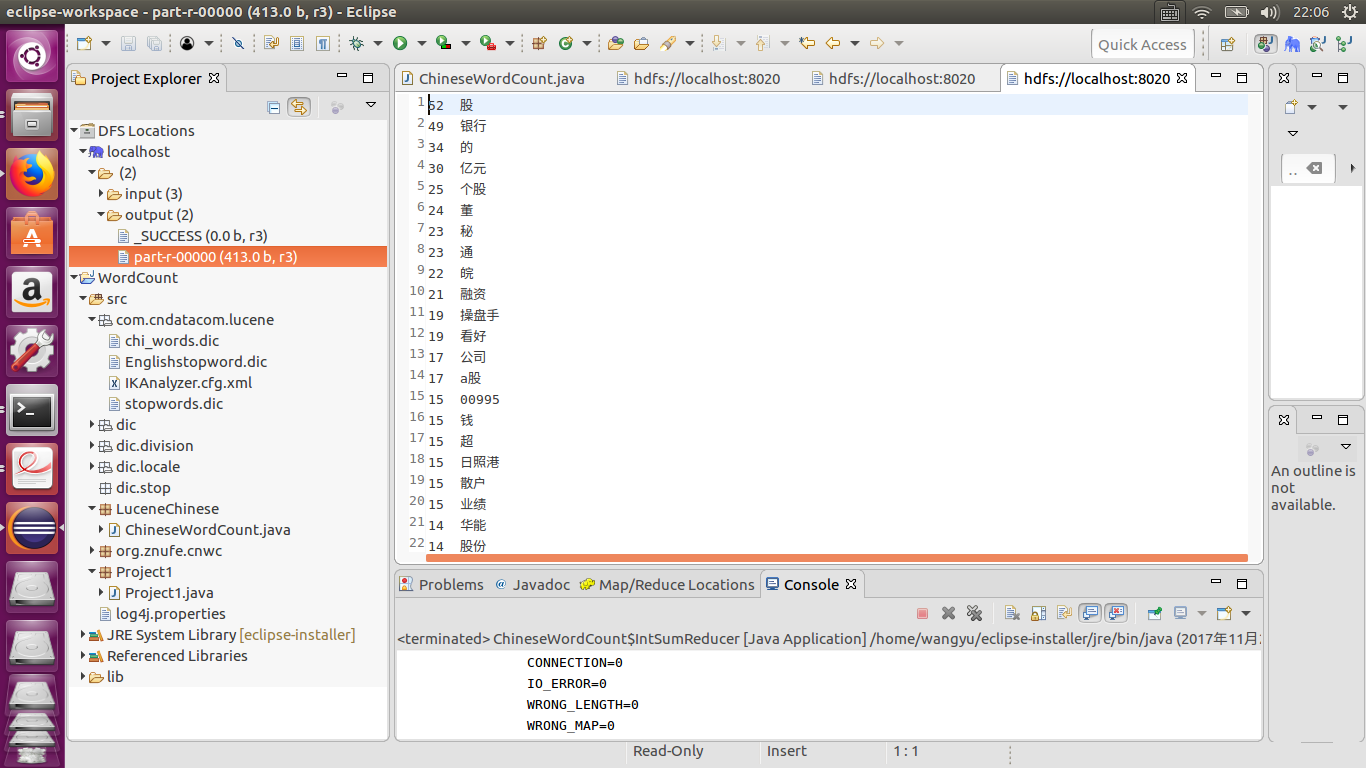 eclipse-workspace - part-r-00000 (413.0 b, r3) - Eclipse
22:06
Quick Access
Project Explorer
DFS Locations
localhost
(2)
input (3)
output (2)
_SUCCESS (0.0 b, r3)
part-r-00000 (413.0 b, r3)
WordCount
src
com.cndatacom.lucene
chi_words.dic
Englishstopword.dic
IKAnalyzer.cfg.xml
stopwords.dic
dic
dic.division
dic.locale
dic.stop
LuceneChinese
ChineseWordCount.java
org.znufe.cnwc
Project1
Project1.java
log4j.properties
JRE System Library [eclipse-installer]
Referenced Libraries
lib
ChineseWordCount.java
hdfs://localhost:8020
hdfs://localhost:8020
hdfs://localhost:8020
1 52 股
2 49 银行
3 34 的
4 30 亿元
5 25 个股
6 24 董
7 23 秘
8 23 通
9 22 皖
10 21 融资
11 19 操盘手
12 19 看好
13 17 公司
14 17 a股
15 15 00995
16 15 钱
17 15 超
18 15 日照港
19 15 散户
20 15 业绩
21 14 华能
22 14 股份
..
An outline is
not
available.
Problems @ Javadoc Map/Reduce Locations Console
<terminated> ChineseWordCount$IntSumReducer [Java Application] /home/wangyu/eclipse-installer/jre/bin/java (2017年11月
CONNECTION=0
IO_ERROR=0
WRONG_LENGTH=0
WRONG_MAP=0
Read-Only
Insert
1 : 1